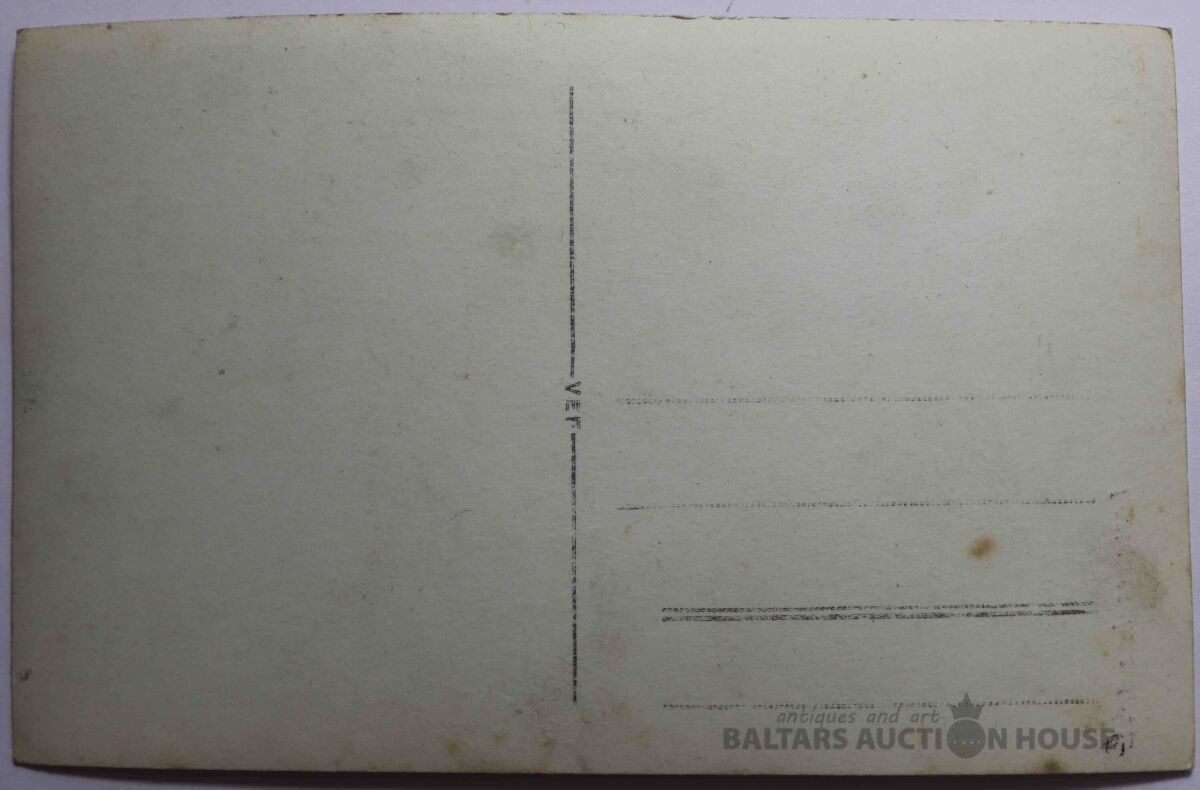 VEF
antiques and art
BALTARS AUCTION HOUSE